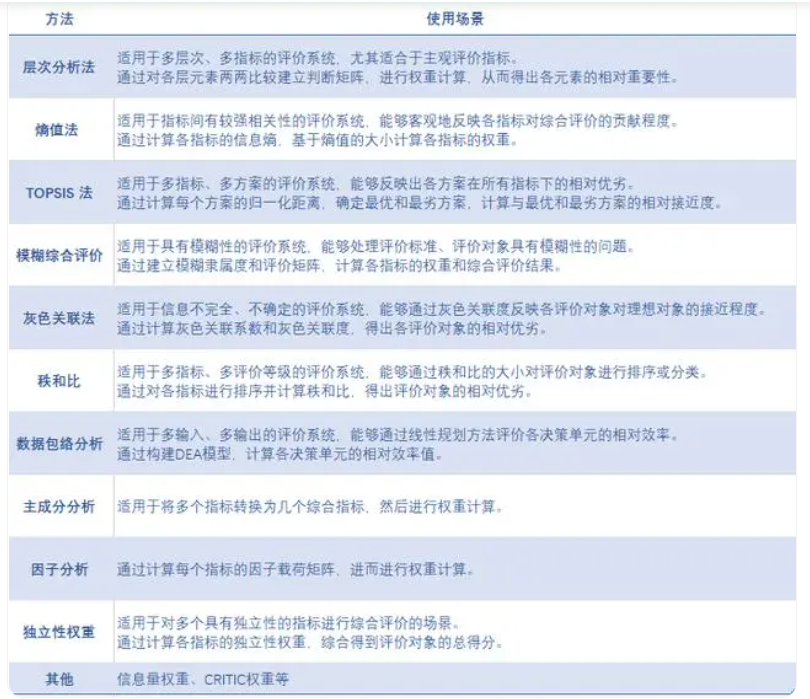 方法 使用场景
层次分析法
适用于多层次、多指标的评价系统，尤其适合于主观评价指标。
通过对各层元素两两比较建立判断矩阵，进行权重计算，从而得出各元素的相对重要性。
熵值法
适用于指标间有较强相关性的评价系统，能够客观地反映各指标对综合评价的贡献程度。
通过计算各指标的信息熵，基于熵值的大小计算各指标的权重。
TOPSIS 法
适用于多指标、多方案的评价系统，能够反映出各方案在所有指标下的相对优劣。
通过计算每个方案的归一化距离，确定最优和最劣方案，计算与最优和最劣方案的相对接近度。
模糊综合评价
适用于具有模糊性的评价系统，能够处理评价标准、评价对象具有模糊性的问题。
通过建立模糊隶属度和评价矩阵，计算各指标的权重和综合评价结果。
灰色关联法
适用于信息不完全、不确定的评价系统，能够通过灰色关联度反映各评价对象对理想对象的接近程度。
通过计算灰色关联系数和灰色关联度，得出各评价对象的相对优劣。
秩和比
适用于多指标、多评价等级的评价系统，能够通过秩和比的大小对评价对象进行排序或分类。
通过对各指标进行排序并计算秩和比，得出评价对象的相对优劣。
数据包络分析
适用于多输入、多输出的评价系统，能够通过线性规划方法评价各决策单元的相对效率。
通过构建DEA模型，计算各决策单元的相对效率值。
主成分分析
适用于将多个指标转换为几个综合指标，然后进行权重计算。
因子分析
通过计算每个指标的因子载荷矩阵，进而进行权重计算。
独立性权重
适用于对多个具有独立性的指标进行综合评价的场景。
通过计算各指标的独立性权重，综合得到评价对象的总得分。
其他
信息量权重、CRITIC权重等